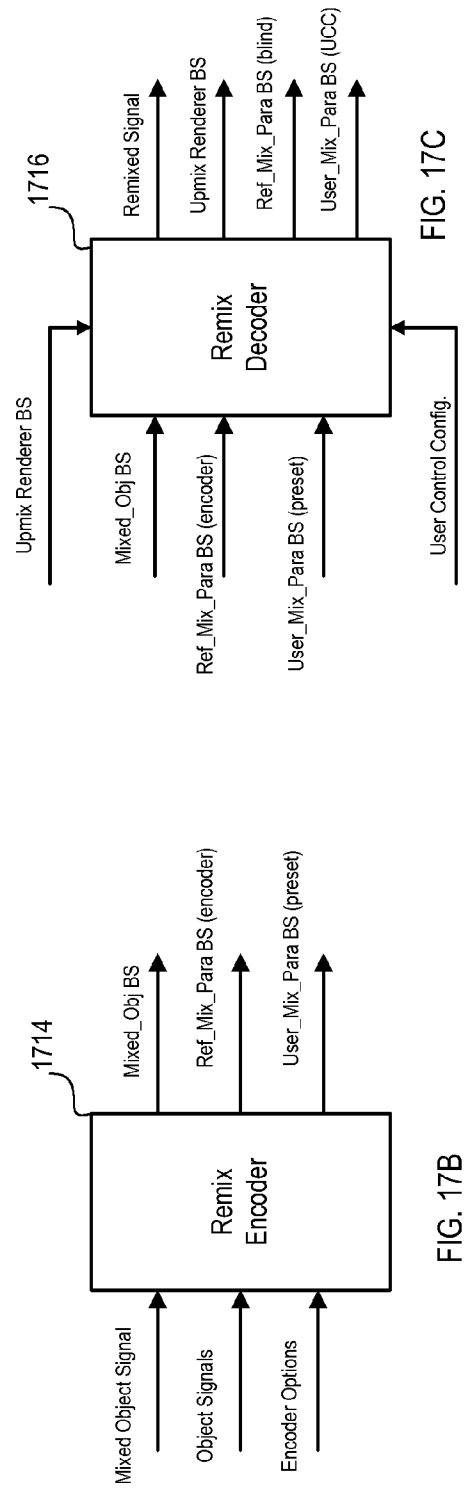 1714
Mixed Object Signal
Object Signals
Encoder Options
Remix
Encoder
Mixed_Obj BS
Ref_Mix_Para BS (encoder)
User_Mix_Para BS (preset)
FIG. 17B
1716
Upmix Renderer BS
Mixed_Obj BS
Ref_Mix_Para BS (encoder)
User_Mix_Para BS (preset)
User Control Config.
Remix
Decoder
Remixed Signal
Upmix Renderer BS
Ref_Mix_Para BS (blind)
User_Mix_Para BS (UCC)
FIG. 17C